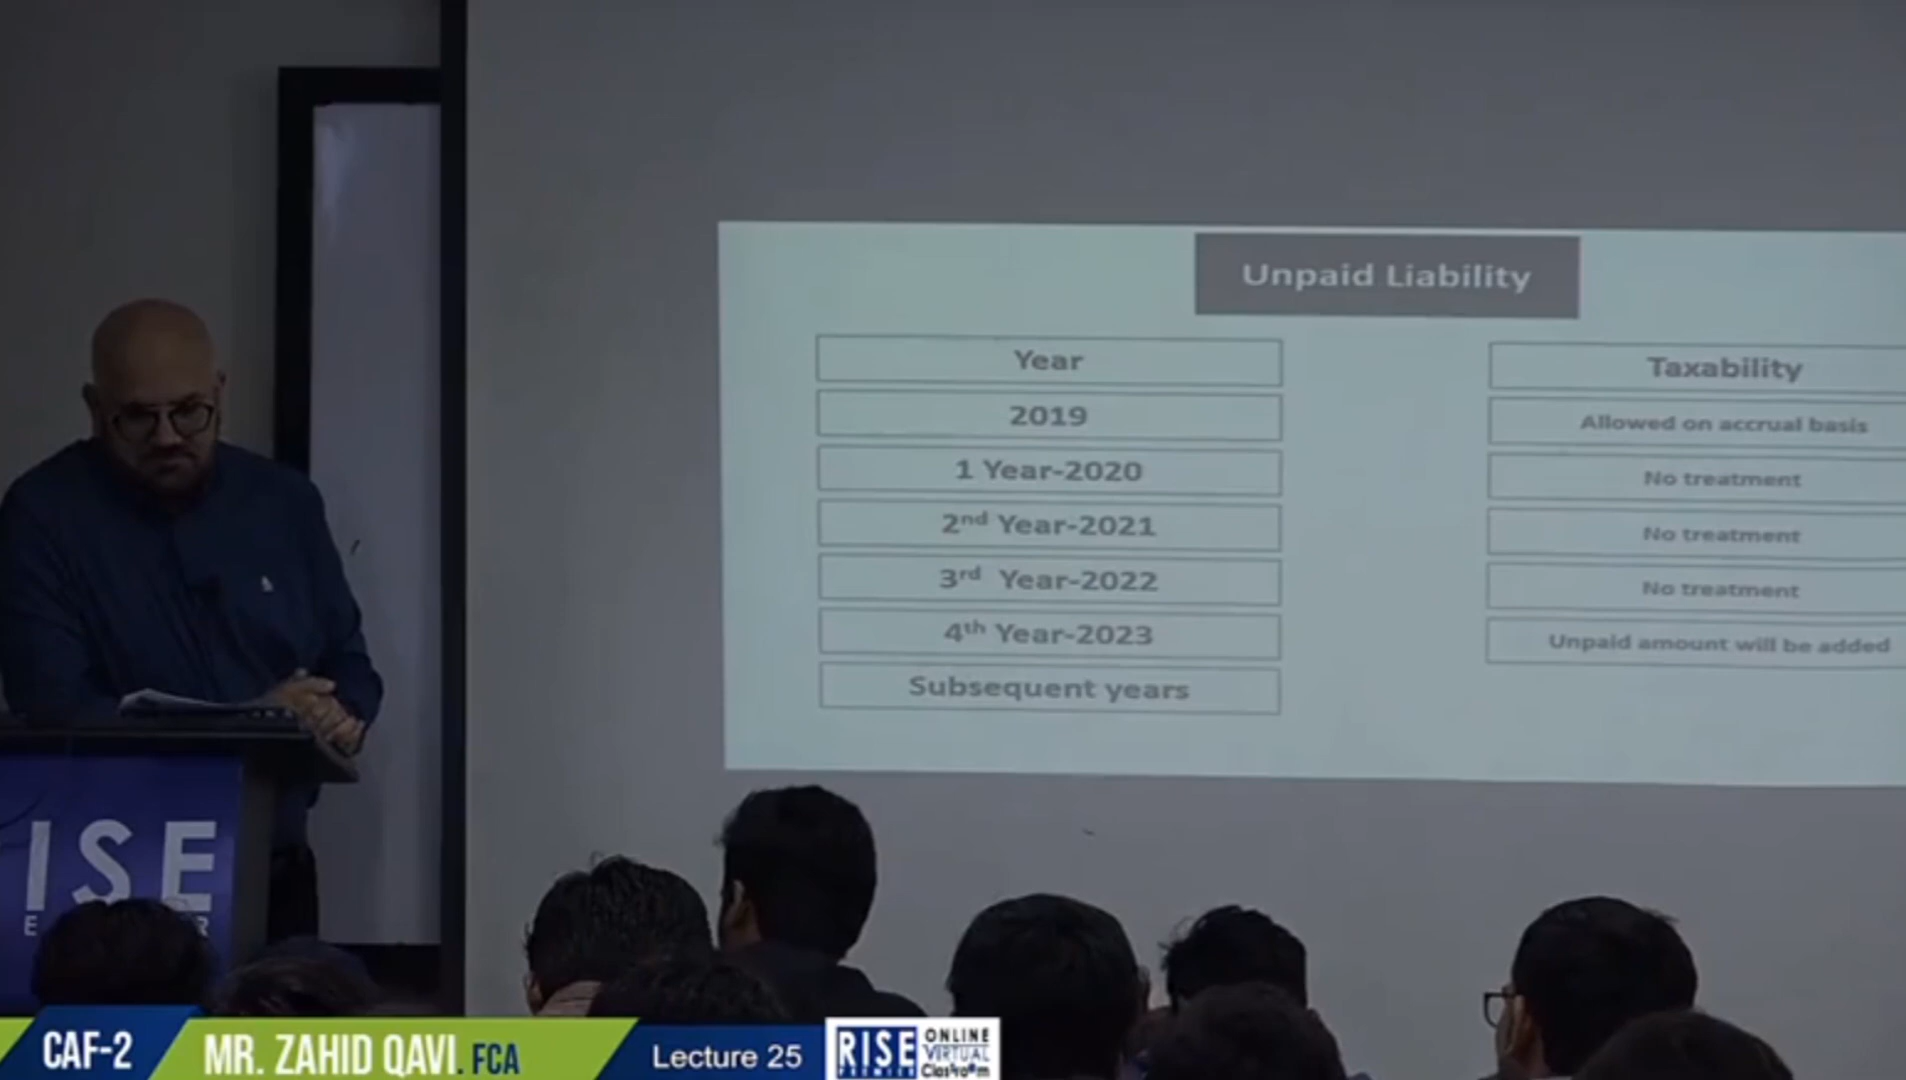 Unpaid Liability
Year
Taxability
2019
Allowed on accrual basis
1 Year-2020
No treatment
2nd Year-2021
No treatment
3rd Year-2022
No treatment
4th Year-2023
Unpaid amount will be added
Subsequent years
ISE
CAF-2
MR. ZAHID QAVI. FCA
Lecture 25
RISE
ONLINE
VIRTUAL
Classroom